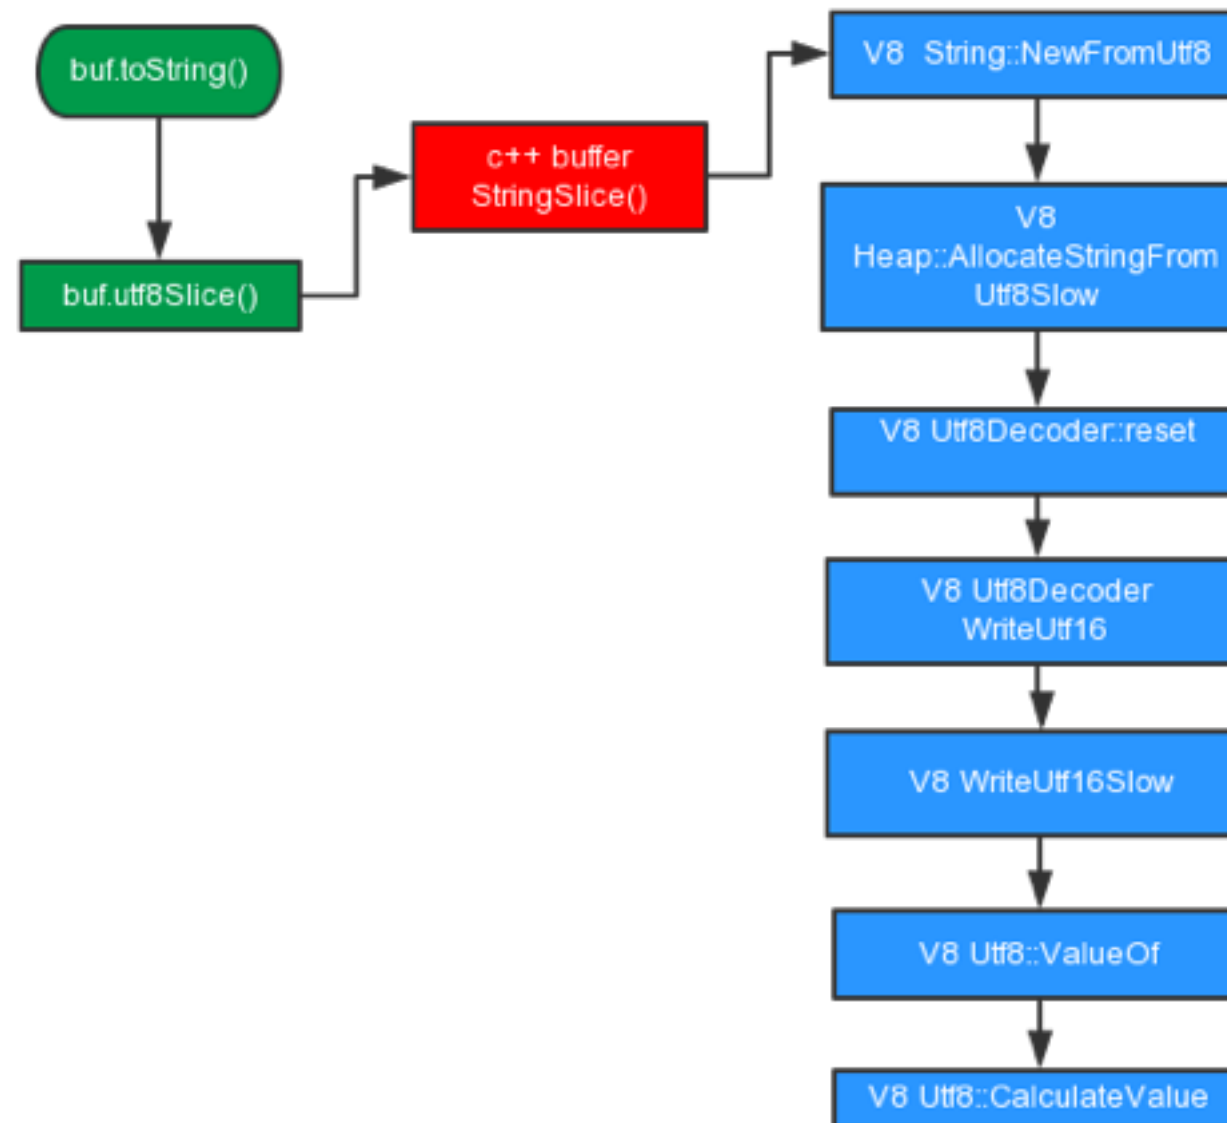 buf.toString()
buf.utf8Slice()
c++ buffer
StringSlice()
V8 String::NewFromUtf8
V8
Heap::AllocateStringFrom
Utf8Slow
V8 Utf8Decoder::reset
V8 Utf8Decoder
WriteUtf16
V8 WriteUtf16Slow
V8 Utf8::ValueOf
V8 Utf8::CalculateValue